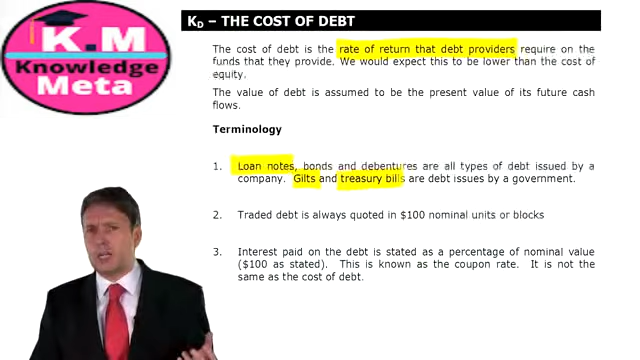 K.M
Knowledge
Meta
KD – THE COST OF DEBT
The cost of debt is the rate of return that debt providers require on the
funds that they provide. We would expect this to be lower than the cost of
equity.
The value of debt is assumed to be the present value of its future cash
flows.
Terminology
1. Loan notes, bonds and debentures are all types of debt issued by a
company. Gilts and treasury bills are debt issues by a government.
2. Traded debt is always quoted in $100 nominal units or blocks
3. Interest paid on the debt is stated as a percentage of nominal value
($100 as stated). This is known as the coupon rate. It is not the
same as the cost of debt.